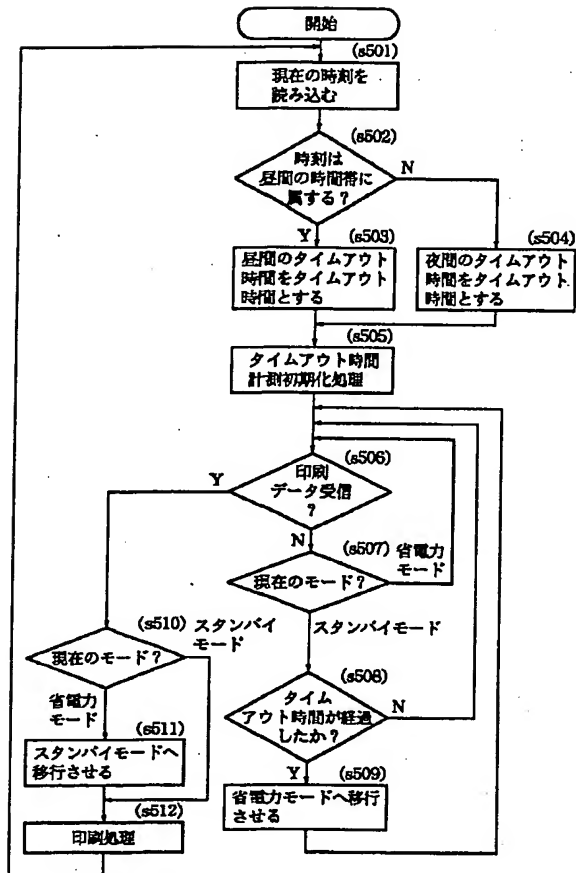 開始
(s501)
現在の時刻を
読み込む
(s502)
時刻は
昼間の時間帯に
属する？
N
Y
(s503)
昼間のタイムアウト
時間をタイムアウト
時間とする
(s504)
夜間のタイムアウト
時間をタイムアウト
時間とする
(s505)
タイムアウト時間
計測初期化処理
(s506)
印刷
データ受信
？
Y
N
(s507)
省電力
モード
現在のモード？
スタンバイモード
(s508)
タイム
アウト時間が経過
したか？
N
Y
(s509)
省電力モードへ移行
させる
(s510)
スタンバイ
モード
現在のモード？
省電力
モード
(s511)
スタンバイモードへ
移行させる
(s512)
印刷処理